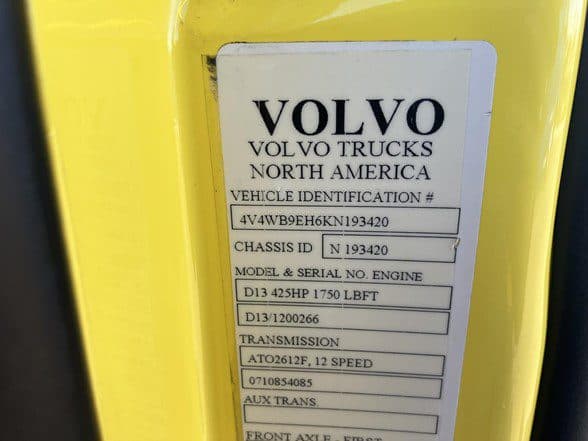 VOLVO
VOLVO TRUCKS
NORTH AMERICA
VEHICLE IDENTIFICATION #
4V4WB9EH6KN193420
CHASSIS ID N 193420
MODEL & SERIAL NO. ENGINE
D13 425HP 1750 LBFT
D13/1200266
TRANSMISSION
ATO2612F, 12 SPEED
0710854085
AUX TRANS.
FRONT AXLE - FIRST